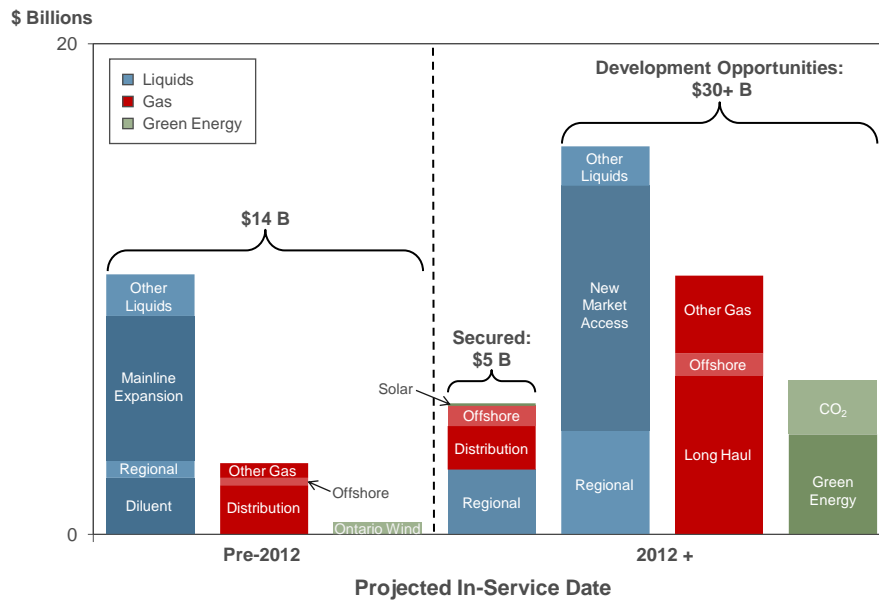 $ Billions
20
Liquids
Gas
Green Energy
Development Opportunities:
$30+ B
$14 B
Secured:
$5 B
Other
Liquids
Mainline
Expansion
Regional
Diluent
Other Gas
Offshore
Distribution
Ontario Wind
Solar
Offshore
Distribution
Regional
Other
Liquids
New
Market
Access
Regional
Other Gas
Offshore
Long Haul
CO₂
Green
Energy
0
Pre-2012
2012 +
Projected In-Service Date